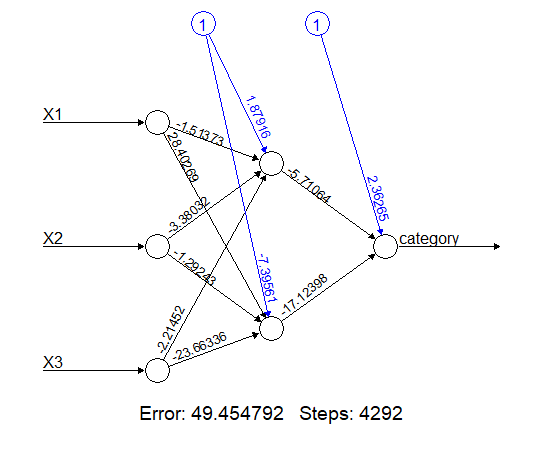 1
1
1.87916
X1
-1.51373
28.40269
-5.71064
2.36265
-3.38032
X2
-1.29243
-7.39561
category
-17.12398
-2.21452
-23.66336
X3
Error: 49.454792 Steps: 4292